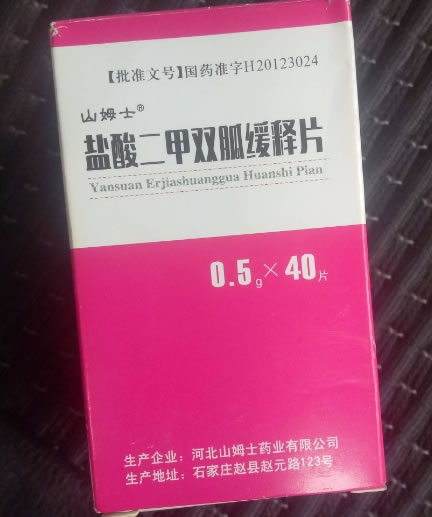 【批准文号】国药准字H20123024
山姆士®
盐酸二甲双胍缓释片
Yansuan Erjiashuanggua Huanshi Pian
0.5g×40片
生产企业：河北山姆士药业有限公司
生产地址：石家庄赵县赵元路123号